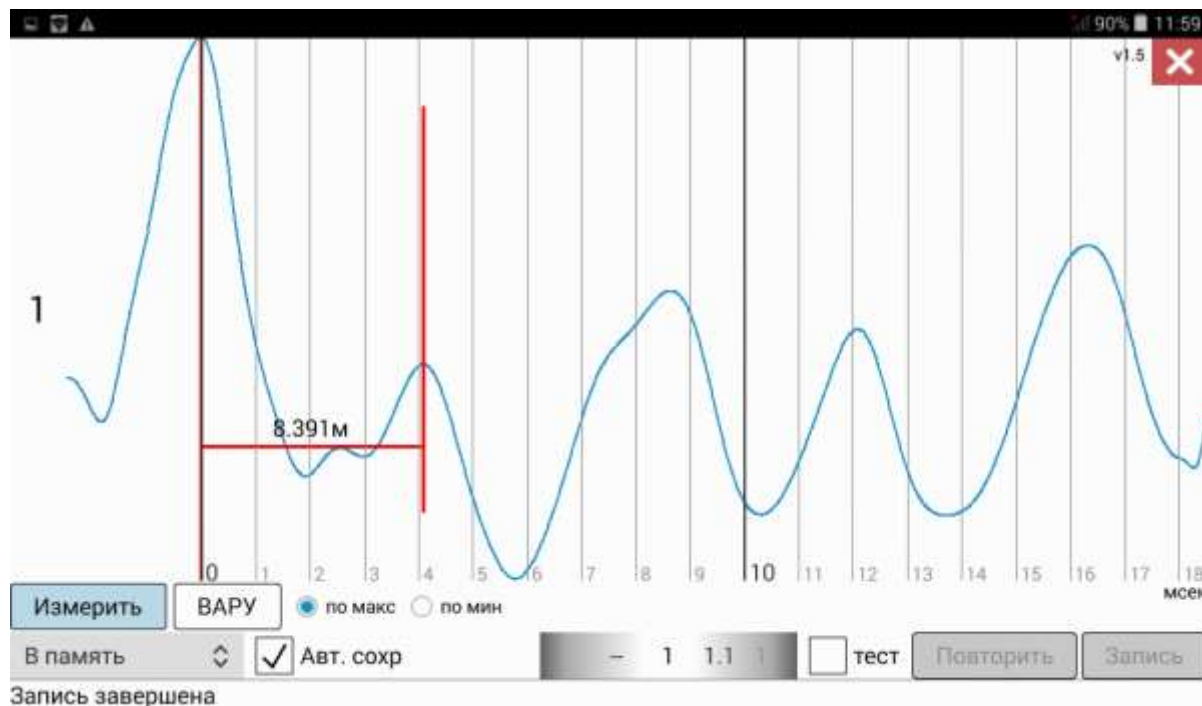 90% 11:59
v1.5
1
8.391м
0 1 2 3 4 5 6 7 8 9 10 11 12 13 14 15 16 17 18
мсек
Измерить ВАРУ по макс по мин
В память Авт. сохр – 1 1.1 1 тест Повторить Запись
Запись завершена